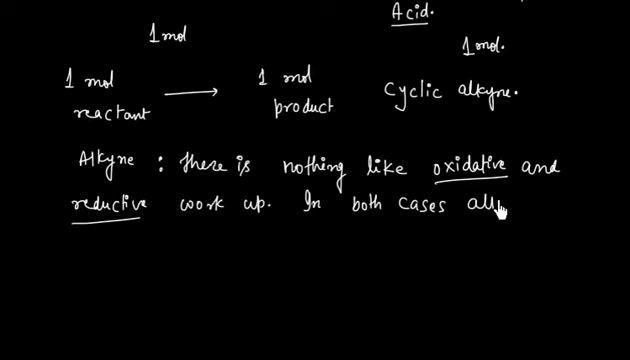 Acid.
1 mol
1 mol.
1 mol 1 mol Cyclic alkyne.
reactant product
Alkyne : There is nothing like oxidative and
reductive work up. In both cases all